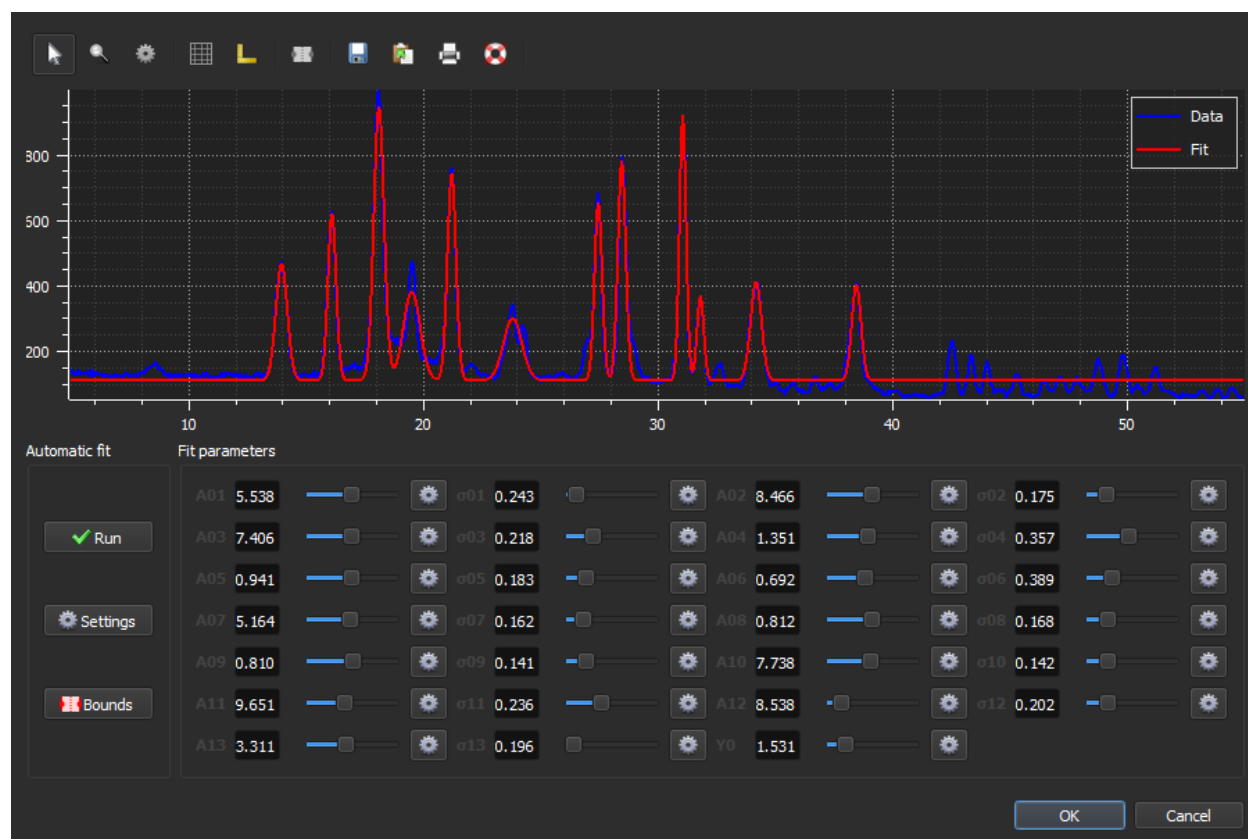 Data
Fit
800
600
400
200
10 20 30 40 50
Automatic fit Fit parameters
A01 5.538 σ01 0.243 A02 8.466 σ02 0.175
Run A03 7.406 σ03 0.218 A04 1.351 σ04 0.357
A05 0.941 σ05 0.183 A06 0.692 σ06 0.389
Settings A07 5.164 σ07 0.162 A08 0.812 σ08 0.168
A09 0.810 σ09 0.141 A10 7.738 σ10 0.142
Bounds A11 9.651 σ11 0.236 A12 8.538 σ12 0.202
A13 3.311 σ13 0.196 Y0 1.531
OK Cancel